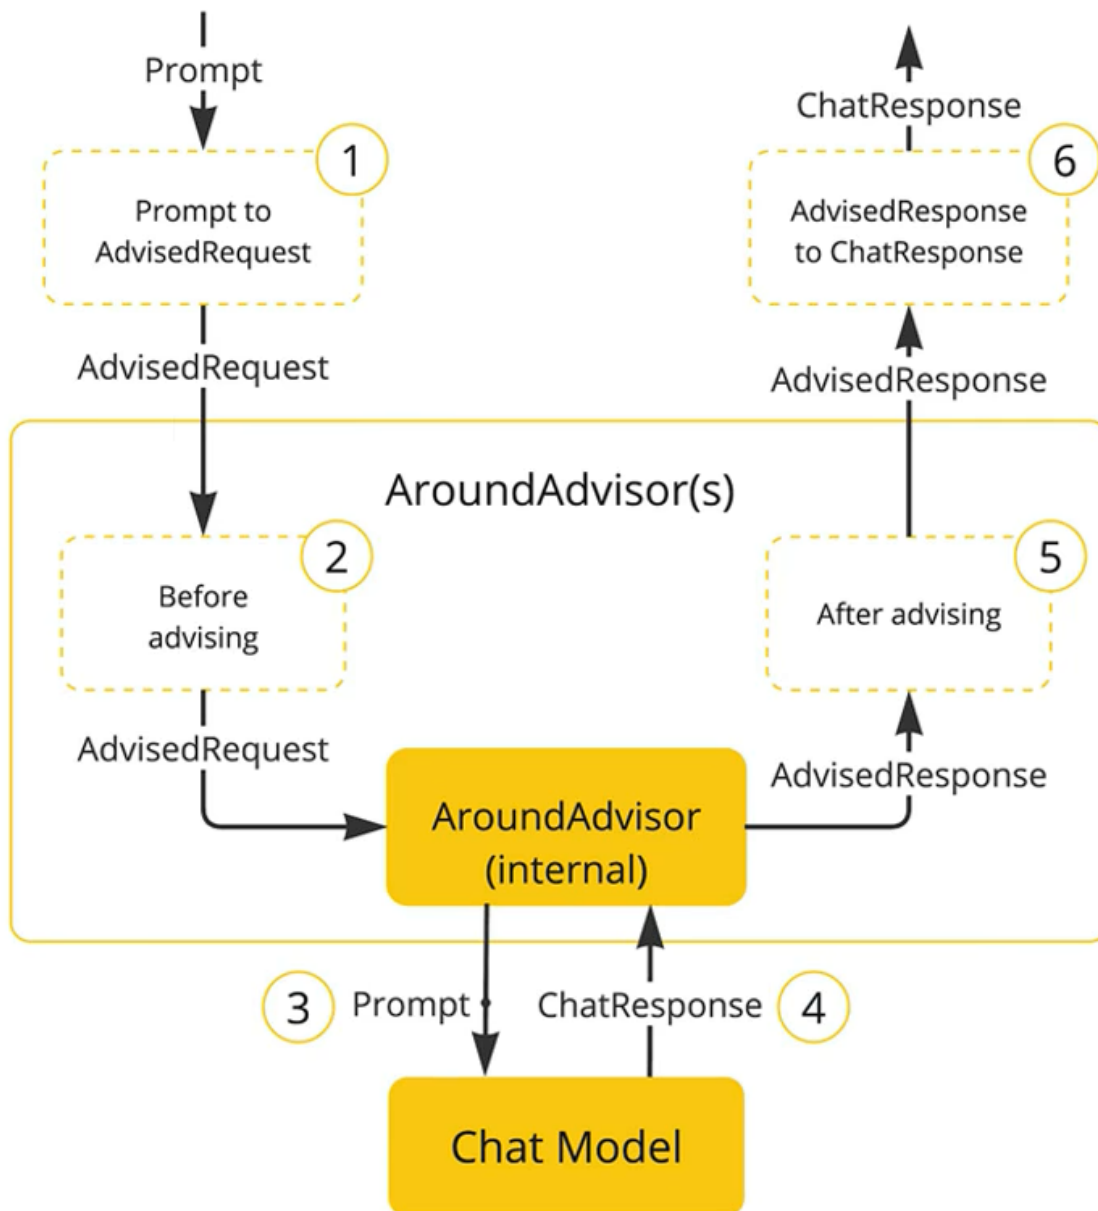 Prompt
ChatResponse
1
6
Prompt to
AdvisedRequest
AdvisedResponse
to ChatResponse
AdvisedRequest
AdvisedResponse
AroundAdvisor(s)
2
5
Before
advising
After advising
AdvisedRequest
AdvisedResponse
AroundAdvisor
(internal)
3
Prompt
ChatResponse
4
Chat Model